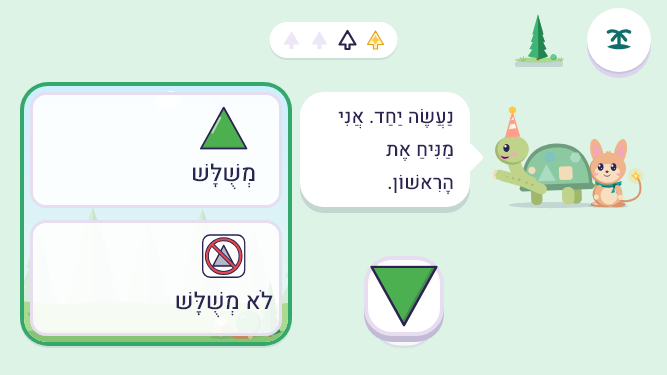 נַעֲשֶׂה יַחַד. אֲנִי
מַנִּיחַ אֶת
הָרִאשׁוֹן.
מְשֻׁלָּשׁ
לֹא מְשֻׁלָּשׁ